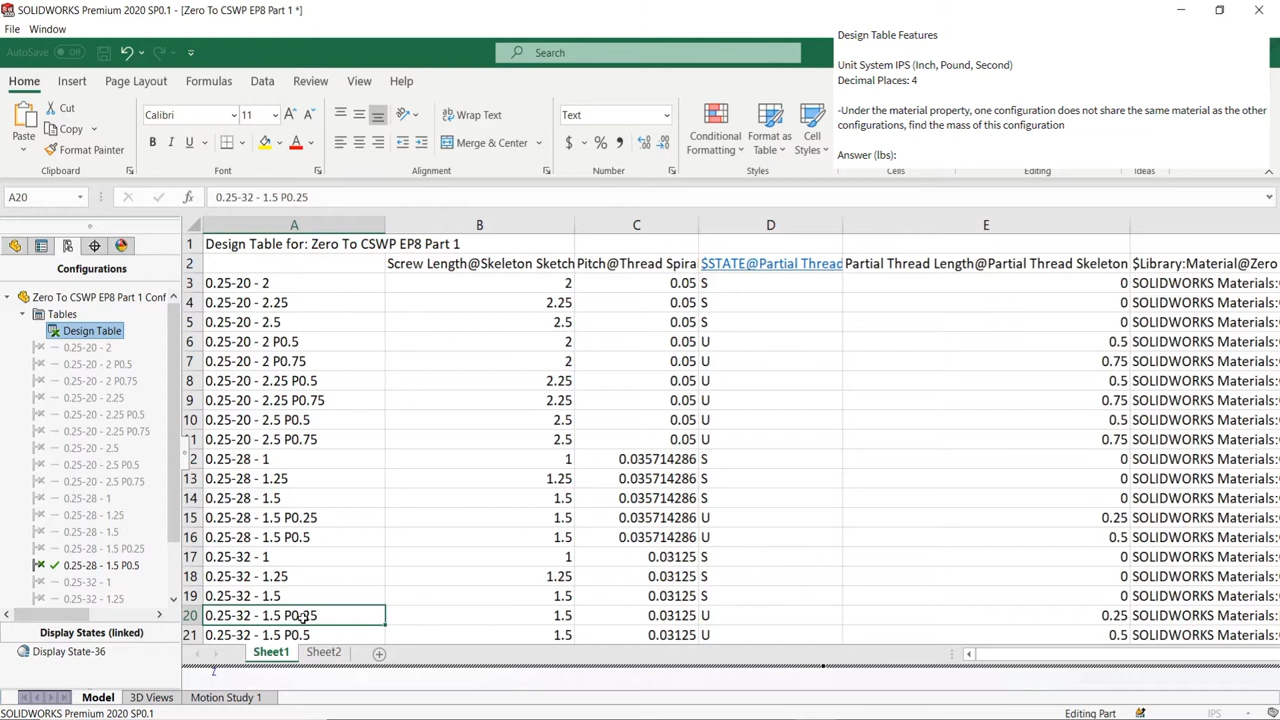 SOLIDWORKS Premium 2020 SP0.1 - [Zero To CSWP EP8 Part 1 *]
File Window
AutoSave Off
Search
Design Table Features
Unit System IPS (Inch, Pound, Second)
Decimal Places: 4
-Under the material property, one configuration does not share the same material as the other
configurations, find the mass of this configuration
Answer (lbs):
Home Insert Page Layout Formulas Data Review View Help
Paste
Cut
Copy
Format Painter
Calibri 11
Wrap Text
Merge & Center
Text
Conditional Formatting
Format as Table
Cell Styles
Clipboard Font Alignment Number Styles Cells Editing Ideas
A20 fx 0.25-32 - 1.5 P0.25
A B C D E
1 Design Table for: Zero To CSWP EP8 Part 1
2 Screw Length@Skeleton Sketch Pitch@Thread Spira $STATE@Partial Thread Partial Thread Length@Partial Thread Skeleton $Library:Material@Zero
3 0.25-20 - 2 2 0.05 S 0 SOLIDWORKS Materials:
4 0.25-20 - 2.25 2.25 0.05 S 0 SOLIDWORKS Materials:
5 0.25-20 - 2.5 2.5 0.05 S 0 SOLIDWORKS Materials:
6 0.25-20 - 2 P0.5 2 0.05 U 0.5 SOLIDWORKS Materials:
7 0.25-20 - 2 P0.75 2 0.05 U 0.75 SOLIDWORKS Materials:
8 0.25-20 - 2.25 P0.5 2.25 0.05 U 0.5 SOLIDWORKS Materials:
9 0.25-20 - 2.25 P0.75 2.25 0.05 U 0.75 SOLIDWORKS Materials:
10 0.25-20 - 2.5 P0.5 2.5 0.05 U 0.5 SOLIDWORKS Materials:
11 0.25-20 - 2.5 P0.75 2.5 0.05 U 0.75 SOLIDWORKS Materials:
12 0.25-28 - 1 1 0.035714286 S 0 SOLIDWORKS Materials:
13 0.25-28 - 1.25 1.25 0.035714286 S 0 SOLIDWORKS Materials:
14 0.25-28 - 1.5 1.5 0.035714286 S 0 SOLIDWORKS Materials:
15 0.25-28 - 1.5 P0.25 1.5 0.035714286 U 0.25 SOLIDWORKS Materials:
16 0.25-28 - 1.5 P0.5 1.5 0.035714286 U 0.5 SOLIDWORKS Materials:
17 0.25-32 - 1 1 0.03125 S 0 SOLIDWORKS Materials:
18 0.25-32 - 1.25 1.25 0.03125 S 0 SOLIDWORKS Materials:
19 0.25-32 - 1.5 1.5 0.03125 S 0 SOLIDWORKS Materials:
20 0.25-32 - 1.5 P0.25 1.5 0.03125 U 0.25 SOLIDWORKS Materials:
21 0.25-32 - 1.5 P0.5 1.5 0.03125 U 0.5 SOLIDWORKS Materials:
Configurations
Zero To CSWP EP8 Part 1 Conf
Tables
Design Table
0.25-20 - 2
0.25-20 - 2 P0.5
0.25-20 - 2 P0.75
0.25-20 - 2.25
0.25-20 - 2.25 P0.5
0.25-20 - 2.25 P0.75
0.25-20 - 2.5
0.25-20 - 2.5 P0.5
0.25-20 - 2.5 P0.75
0.25-28 - 1
0.25-28 - 1.25
0.25-28 - 1.5
0.25-28 - 1.5 P0.25
0.25-28 - 1.5 P0.5
0.25-32 - 1
0.25-32 - 1.25
Display States (linked)
Display State-36
Sheet1 Sheet2
Z
Model 3D Views Motion Study 1
SOLIDWORKS Premium 2020 SP0.1
Editing Part
IPS